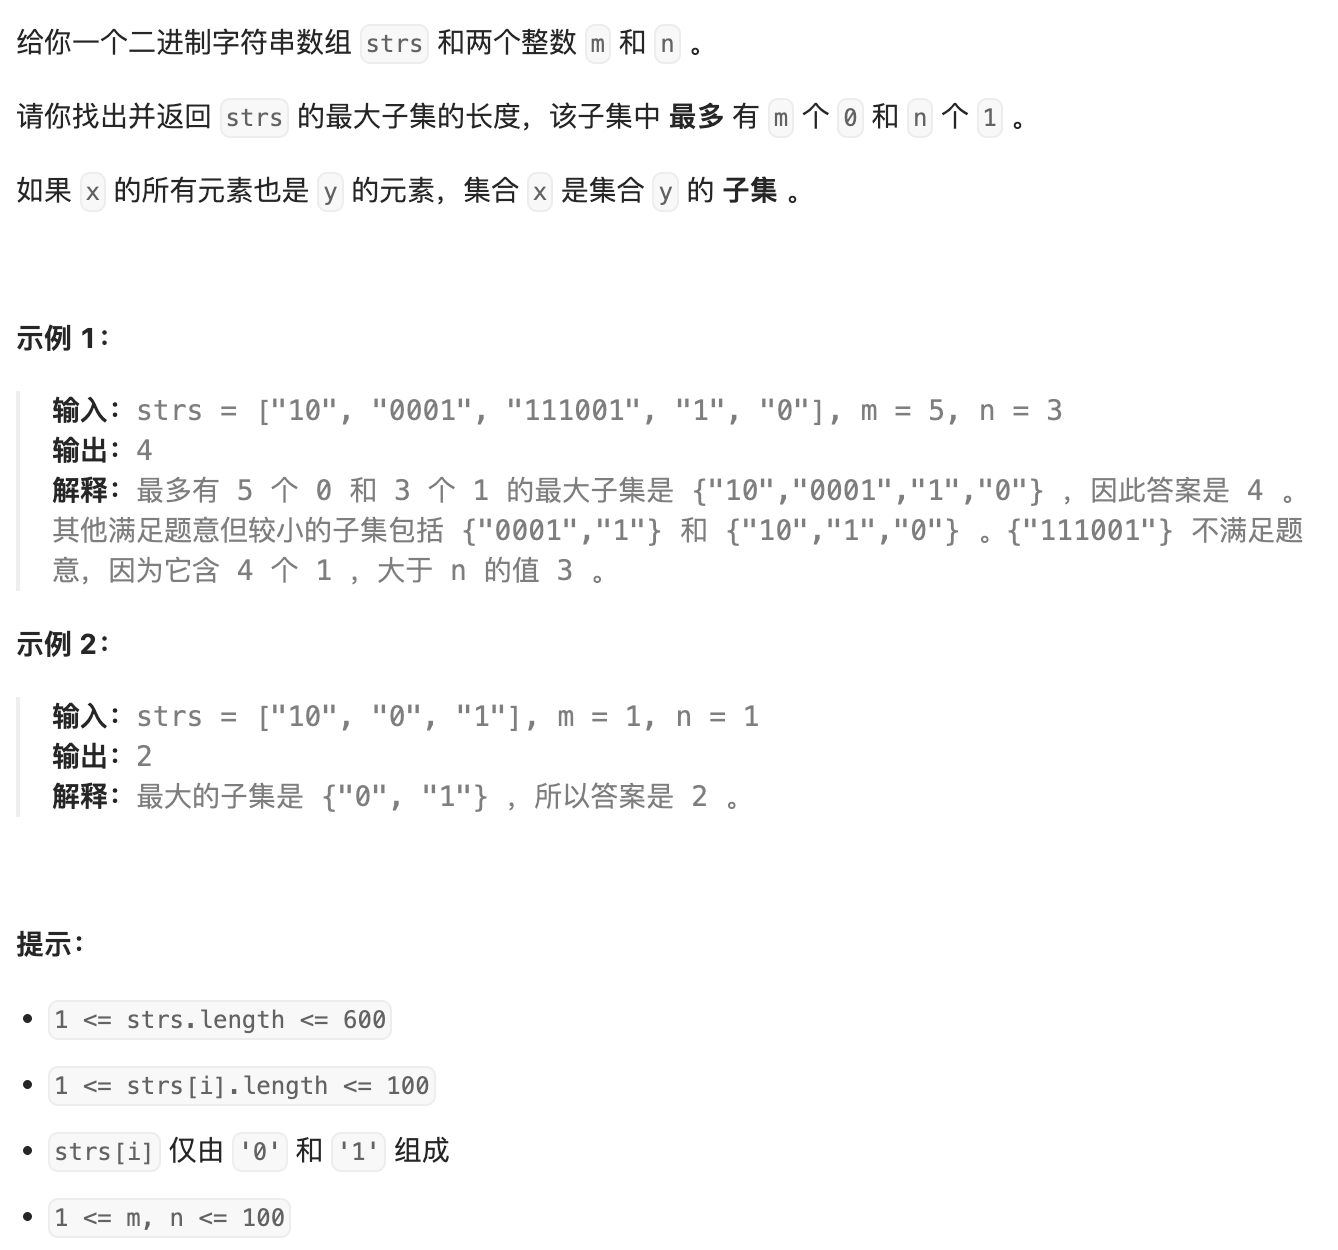 给你一个二进制字符串数组 strs 和两个整数 m 和 n 。
请你找出并返回 strs 的最大子集的长度，该子集中 最多 有 m 个 0 和 n 个 1 。
如果 x 的所有元素也是 y 的元素，集合 x 是集合 y 的 子集 。
示例 1：
输入：strs = ["10", "0001", "111001", "1", "0"], m = 5, n = 3
输出：4
解释：最多有 5 个 0 和 3 个 1 的最大子集是 {"10","0001","1","0"} ，因此答案是 4 。
其他满足题意但较小的子集包括 {"0001","1"} 和 {"10","1","0"} 。{"111001"} 不满足题
意，因为它含 4 个 1 ，大于 n 的值 3 。
示例 2：
输入：strs = ["10", "0", "1"], m = 1, n = 1
输出：2
解释：最大的子集是 {"0", "1"} ，所以答案是 2 。
提示：
• 1 <= strs.length <= 600
• 1 <= strs[i].length <= 100
• strs[i] 仅由 '0' 和 '1' 组成
• 1 <= m, n <= 100